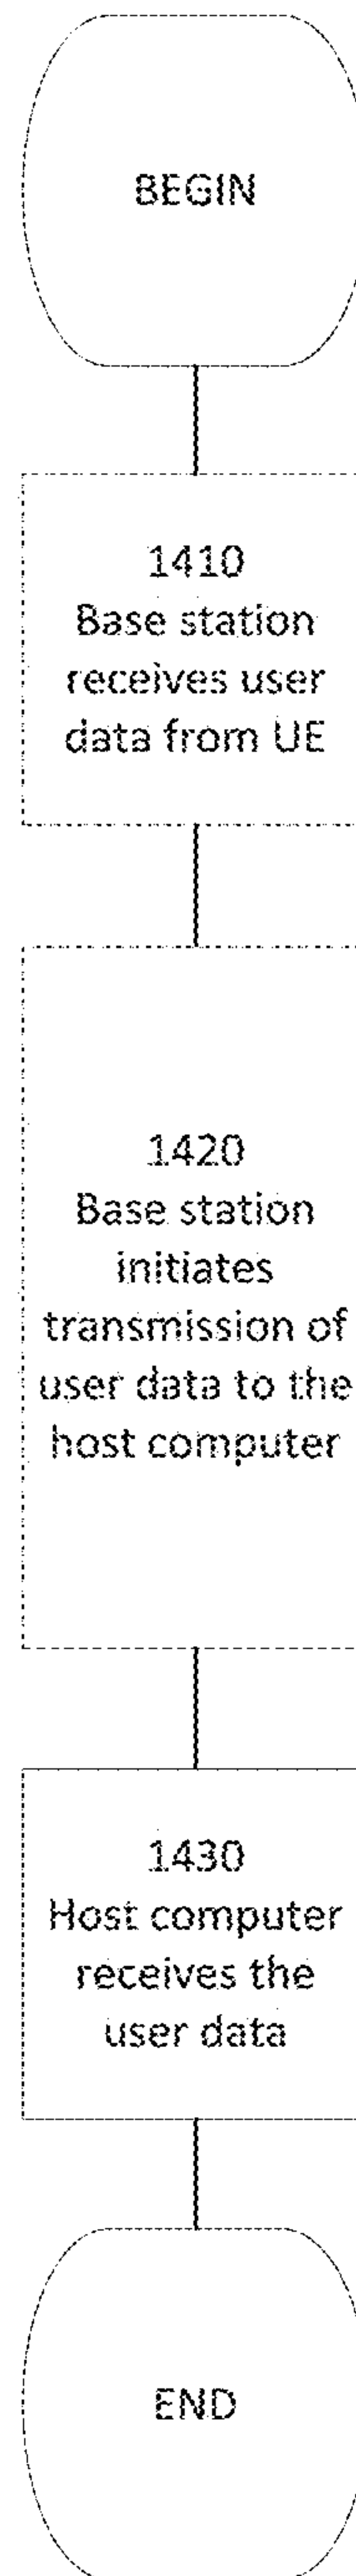 BEGIN
1410
Base station
receives user
data from UE
1420
Base station
initiates
transmission of
user data to the
host computer
1430
Host computer
receives the
user data
END